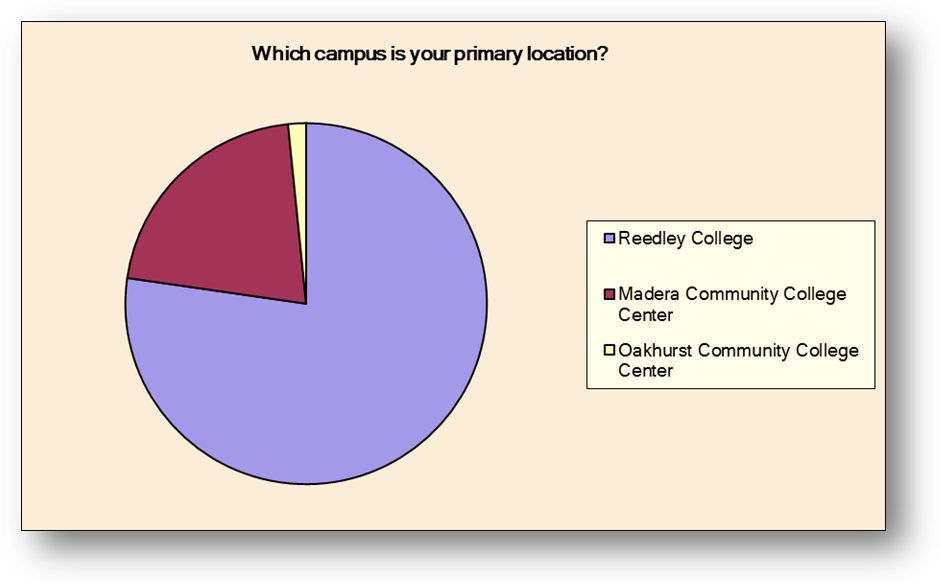 Which campus is your primary location?
Reedley College
Madera Community College
Center
Oakhurst Community College
Center